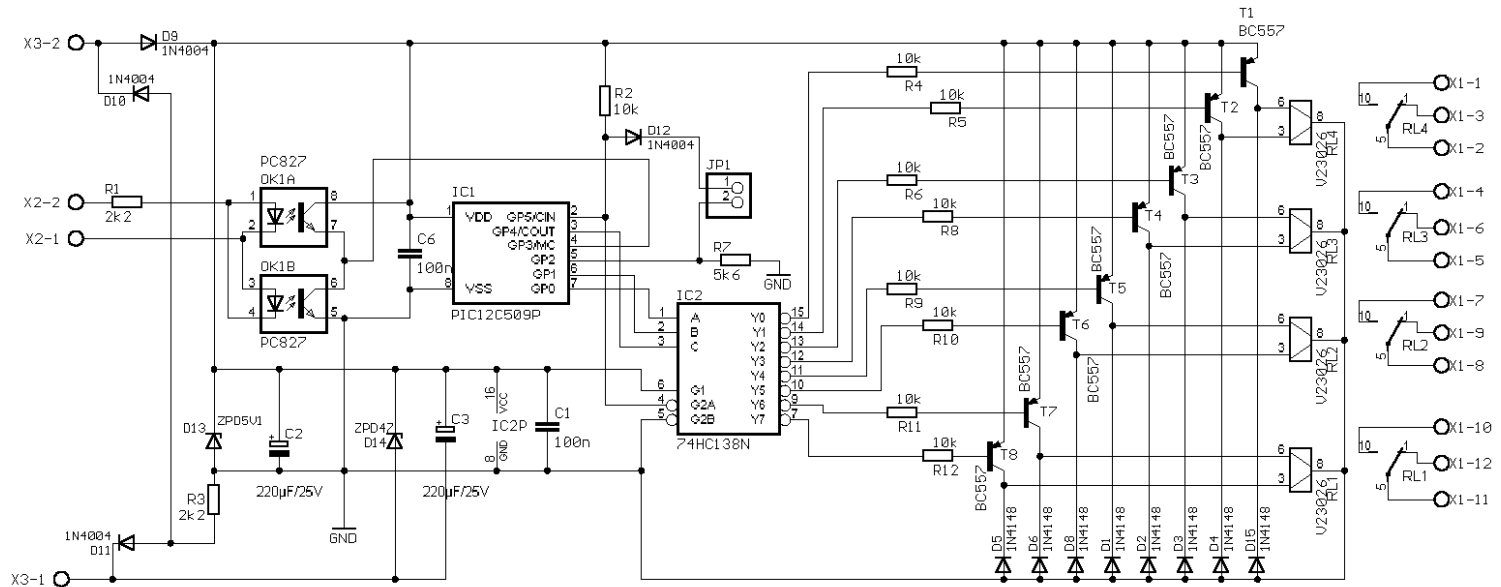 T1
BC557
X3-2
D9
1N4004
1N4004
D10
10k
R4
R2
10k
10k
R5
T2
BC557
D12
1N4004
6
3
8
V23026
RL4
10
1
5
RL4
X1-1
X1-3
X1-2
PC827
OK1A
JP1
1
2
10k
R6
BC557
T3
R1
2k2
X2-2
X2-1
1
2
8
7
IC1
1
VDD
GP5/CIN
2
GP4/COUT
3
GP3/MC
4
GP2
5
GP1
6
8
VSS
GP0
7
PIC12C509P
C6
100n
R7
5k6
GND
10k
R8
T4
BC557
6
3
8
V23026
RL3
10
1
5
RL3
X1-4
X1-6
X1-5
OK1B
3
4
6
5
PC827
10k
R9
BC557
T5
IC2
1
A
2
B
3
C
6
G1
4
G2A
5
G2B
Y0
15
Y1
14
Y2
13
Y3
12
Y4
11
Y5
10
Y6
9
Y7
7
74HC138N
10k
R10
T6
BC557
6
3
8
V23026
RL2
10
1
5
RL2
X1-7
X1-9
X1-8
D13
ZPD5V1
C2
220µF/25V
ZPD47
D14
C3
220µF/25V
16
VCC
IC2P
8
GND
C1
100n
10k
R11
BC557
T7
10k
R12
T8
BC557
6
3
8
V23026
RL1
10
1
5
RL1
X1-10
X1-12
X1-11
R3
2k2
GND
1N4004
D11
X3-1
D5
1N4148
D6
1N4148
D8
1N4148
D1
1N4148
D2
1N4148
D3
1N4148
D4
1N4148
D15
1N4148